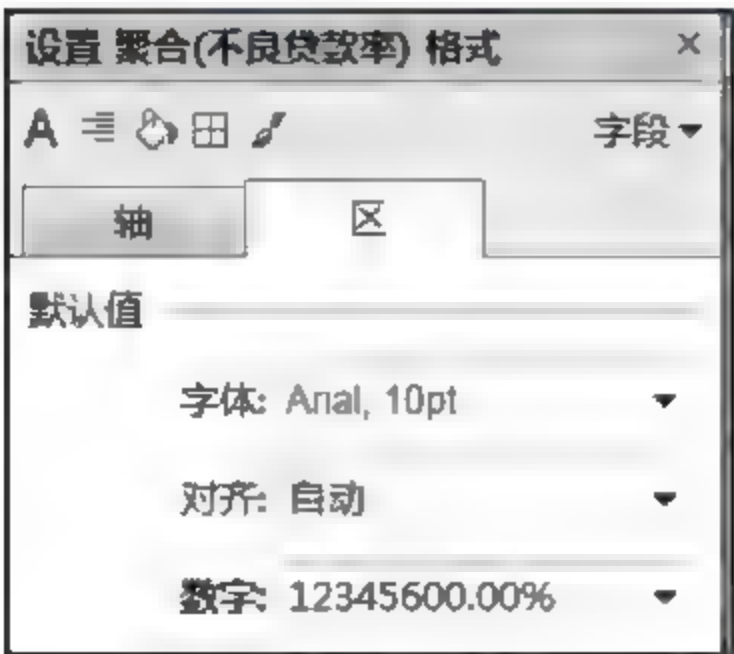 设置 聚合(不良贷款率) 格式 ×
A 字段
轴 区
默认值
字体: Arial, 10pt
对齐: 自动
数字: 12345600.00%